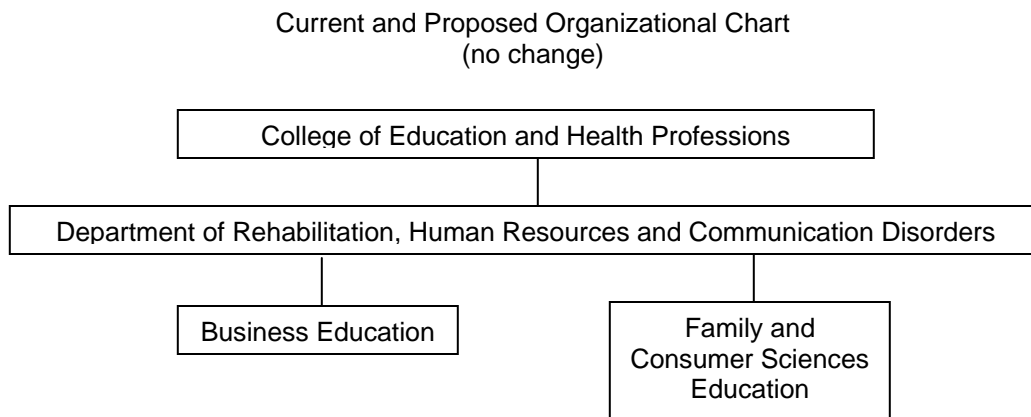 Current and Proposed Organizational Chart
(no change)
College of Education and Health Professions
Department of Rehabilitation, Human Resources and Communication Disorders
Business Education
Family and
Consumer Sciences
Education